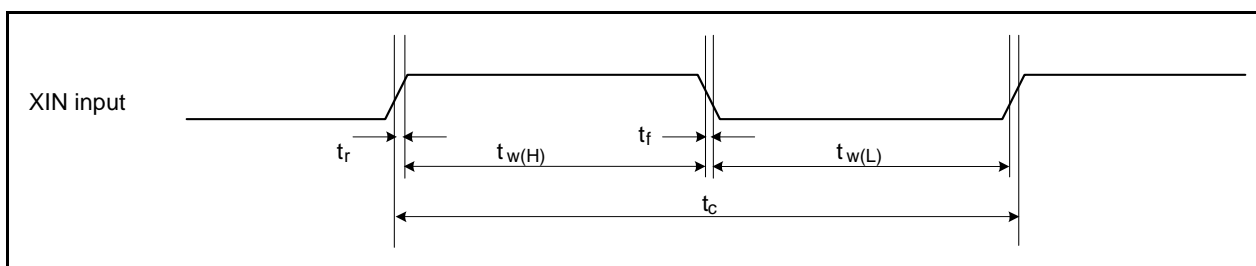 XIN input
tr
tw(H)
tf
tw(L)
tc